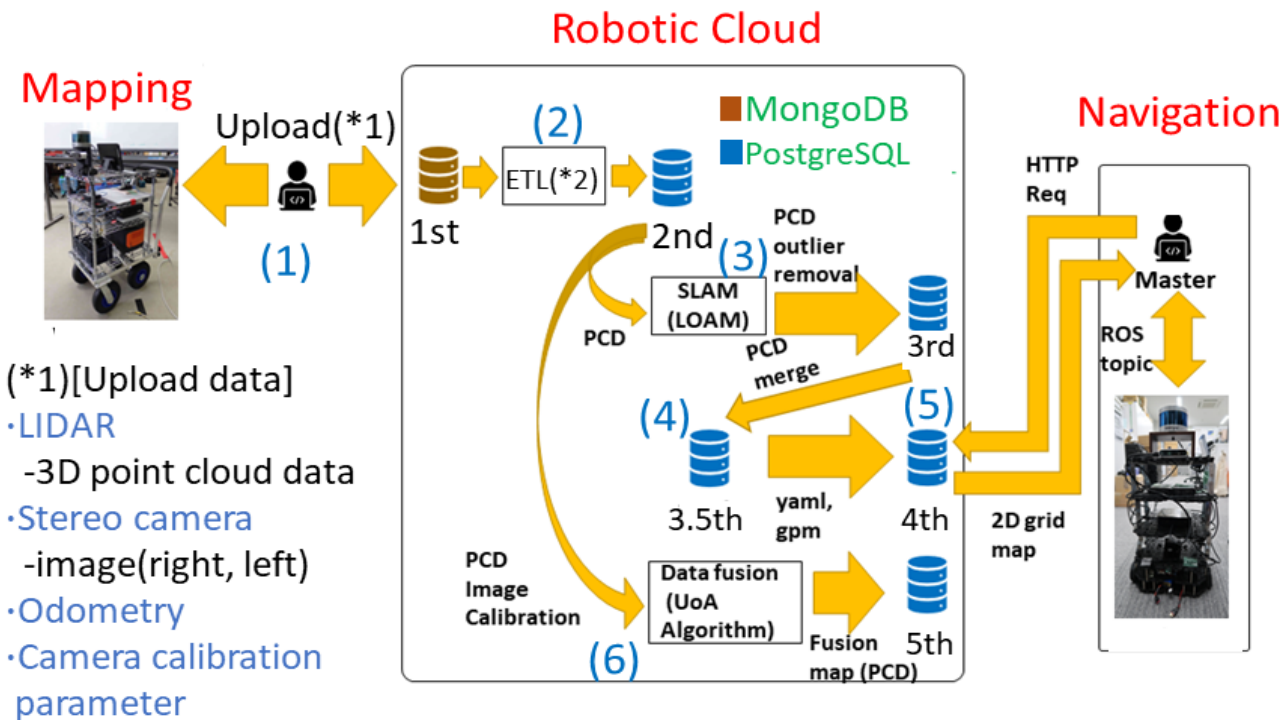 Robotic Cloud
Mapping
Upload(*1)
(1)
1st
(2)
ETL(*2)
2nd
MongoDB
PostgreSQL
(3)
PCD
outlier
removal
SLAM
(LOAM)
PCD
3rd
PCD
merge
(4)
3.5th
yaml,
gpm
(5)
4th
PCD
Image
Calibration
Data fusion
(UoA
Algorithm)
(6)
Fusion
map (PCD)
5th
Navigation
HTTP
Req
Master
ROS
topic
2D grid
map
(*1)[Upload data]
·LIDAR
-3D point cloud data
·Stereo camera
-image(right, left)
·Odometry
·Camera calibration
parameter